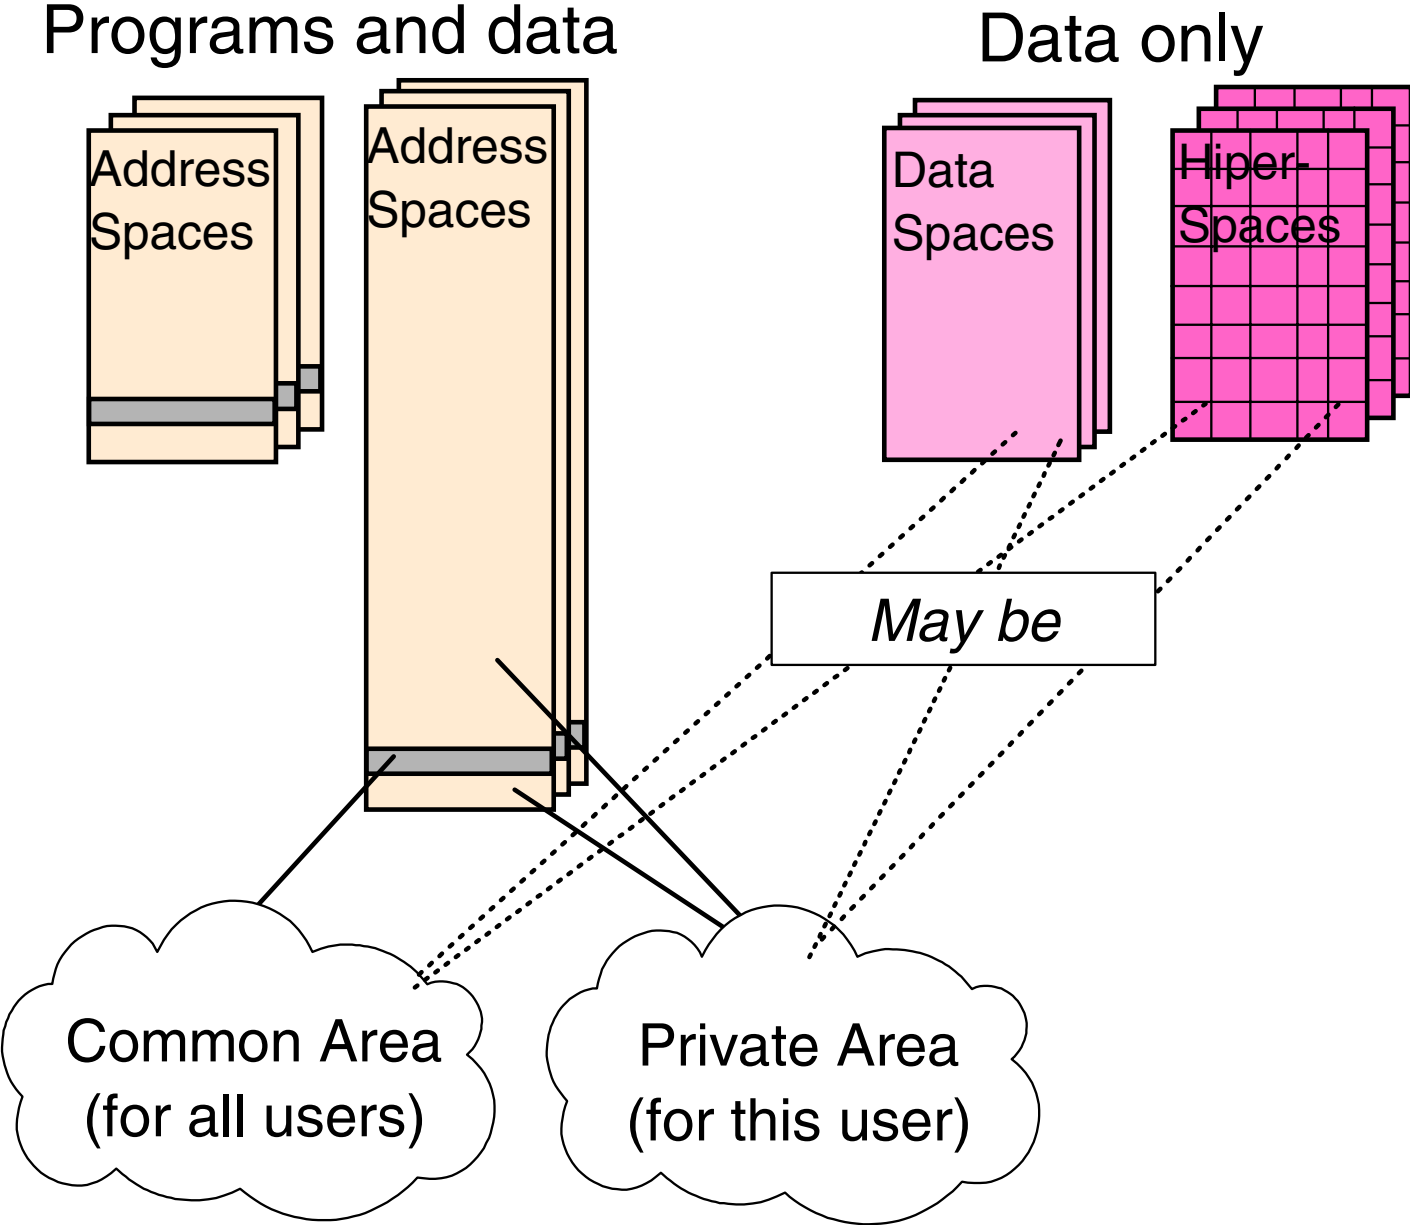 Programs and data
Data only
Address
Spaces
Address
Spaces
Data
Spaces
Hiper-
Spaces
May be
Common Area
(for all users)
Private Area
(for this user)